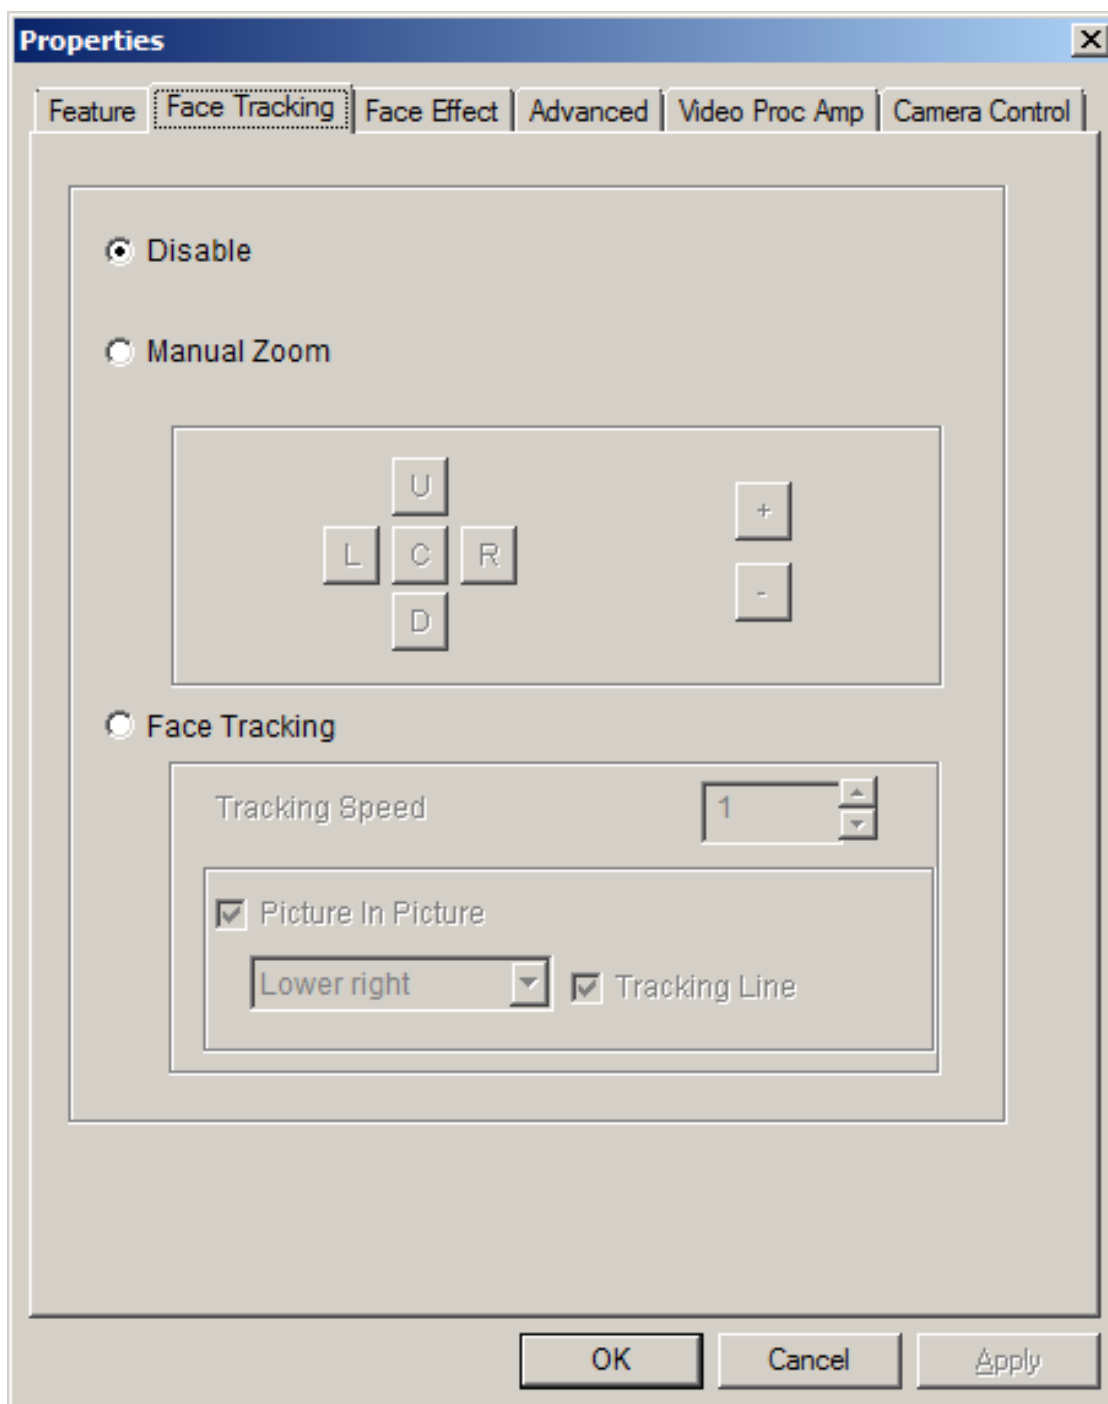 Properties
Feature Face Tracking Face Effect Advanced Video Proc Amp Camera Control
Disable
Manual Zoom
U
+
L C R
-
D
Face Tracking
Tracking Speed 1
Picture In Picture
Lower right Tracking Line
OK Cancel Apply